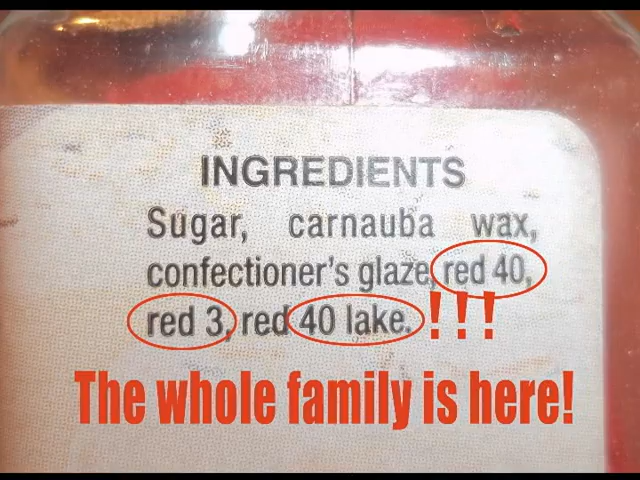 INGREDIENTS
Sugar, carnauba wax,
confectioner's glaze, red 40,
red 3, red 40 lake. !!!
The whole family is here!